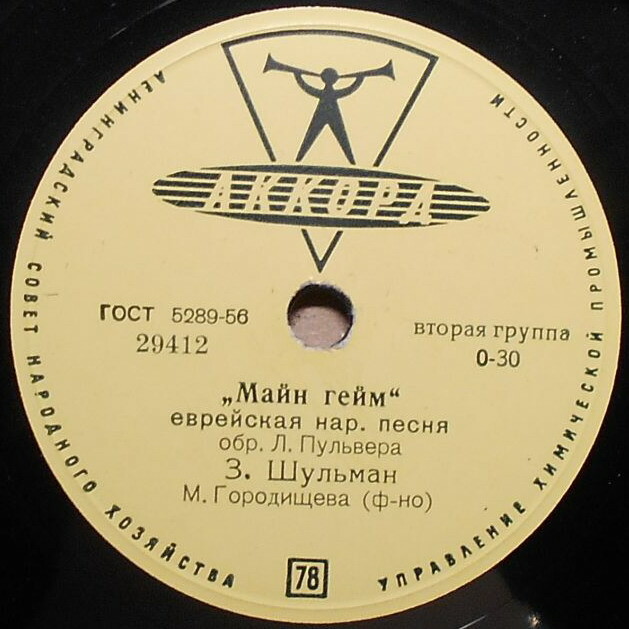 ЛЕНИНГРАДСКИЙ СОВЕТ НАРОДНОГО ХОЗЯЙСТВА
УПРАВЛЕНИЕ ХИМИЧЕСКОЙ ПРОМЫШЛЕННОСТИ
АККОРД
ГОСТ 5289-56
29412
вторая группа
0-30
„Майн гейм“
еврейская нар. песня
обр. Л. Пульвера
З. Шульман
М. Городищева (ф-но)
78